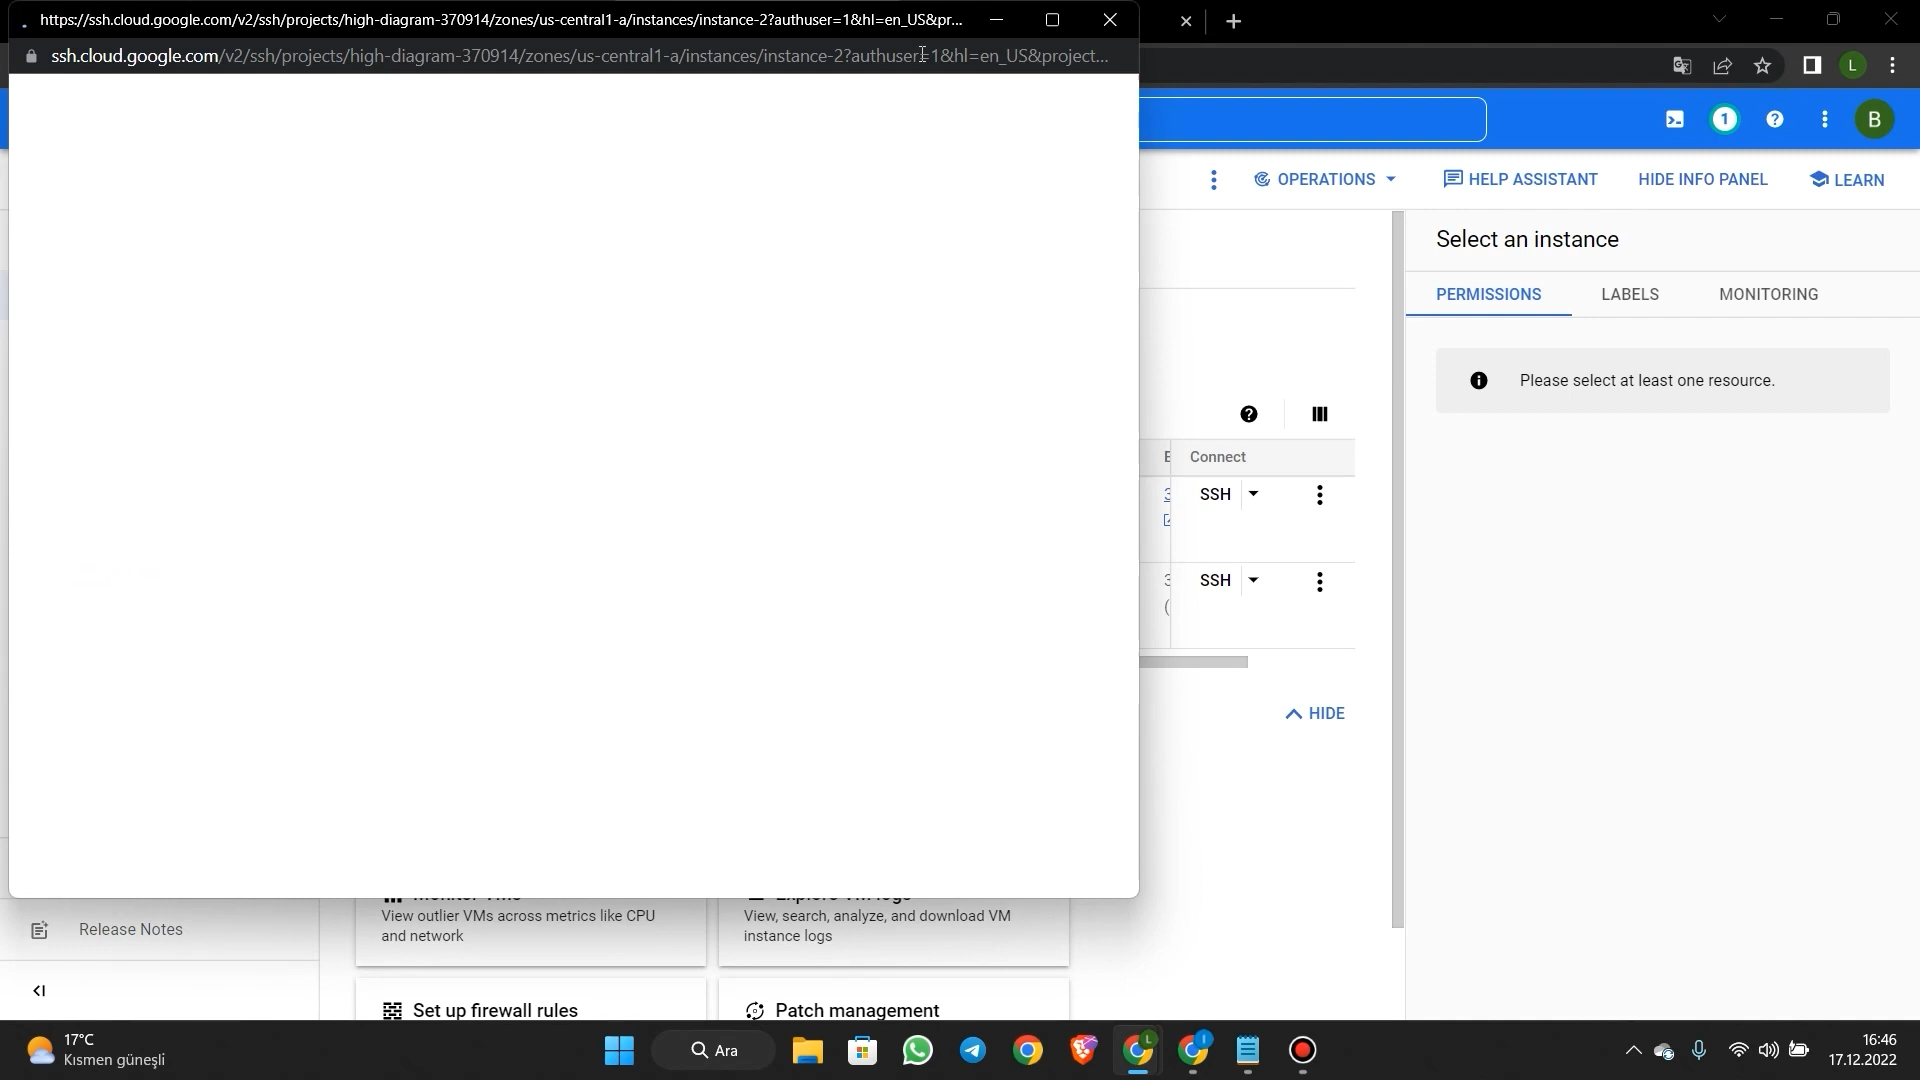 https://ssh.cloud.google.com/v2/ssh/projects/high-diagram-370914/zones/us-central1-a/instances/instance-2?authuser=1&hl=en_US&pr...
ssh.cloud.google.com/v2/ssh/projects/high-diagram-370914/zones/us-central1-a/instances/instance-2?authuser=1&hl=en_US&project...
L
1
B
OPERATIONS
HELP ASSISTANT
HIDE INFO PANEL
LEARN
Select an instance
PERMISSIONS
LABELS
MONITORING
Please select at least one resource.
Connect
SSH
SSH
HIDE
View outlier VMs across metrics like CPU
and network
View, search, analyze, and download VM
instance logs
Release Notes
Set up firewall rules
Patch management
17°C
Kısmen güneşli
Ara
L
I
16:46
17.12.2022